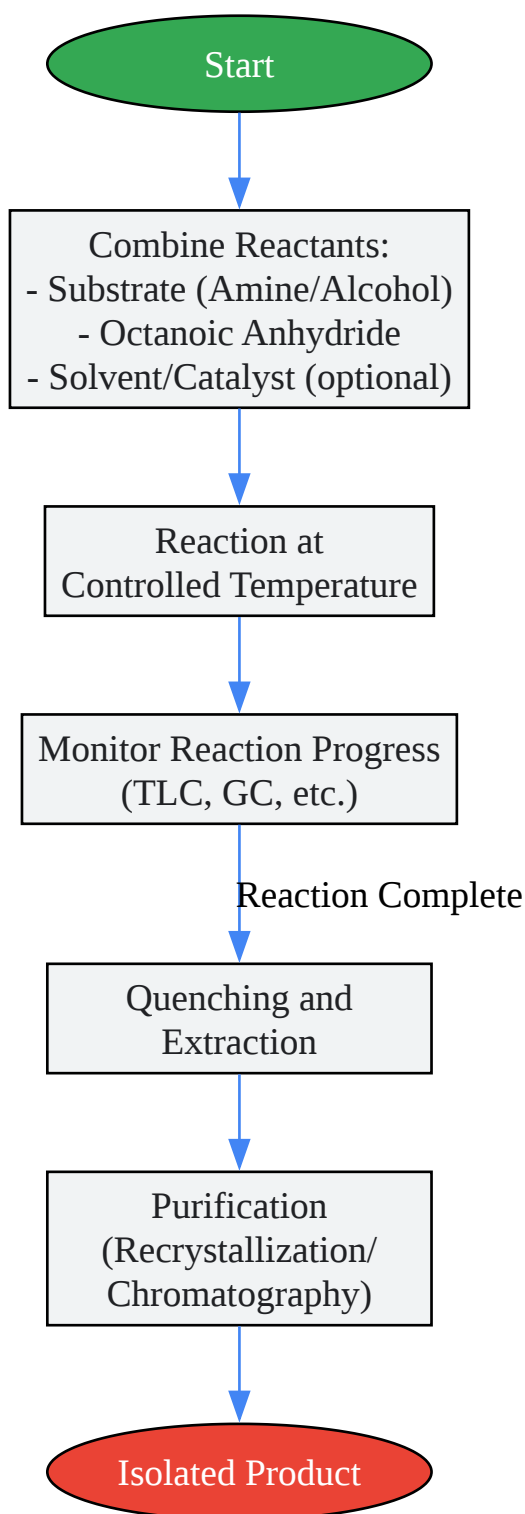 Start
Combine Reactants:
- Substrate (Amine/Alcohol)
- Octanoic Anhydride
- Solvent/Catalyst (optional)
Reaction at
Controlled Temperature
Monitor Reaction Progress
(TLC, GC, etc.)
Reaction Complete
Quenching and
Extraction
Purification
(Recrystallization/
Chromatography)
Isolated Product